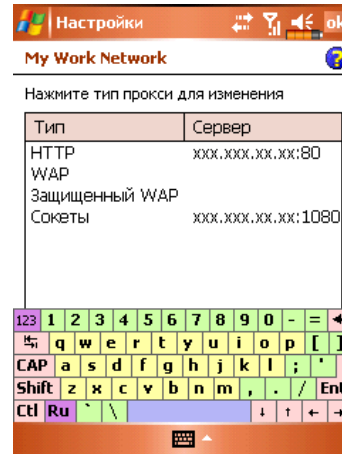 Настройки ok
My Work Network ?
Нажмите тип прокси для изменения
Тип Сервер
HTTP xxx.xxx.xx.xx:80
WAP
Защищенный WAP
Сокеты xxx.xxx.xx.xx:1080
123 1 2 3 4 5 6 7 8 9 0 - =
q w e r t y u i o p [ ]
CAP a s d f g h j k l ; '
Shift z x c v b n m , . / Ent
Ctl Ru ` \ ↓ ↑ ← →